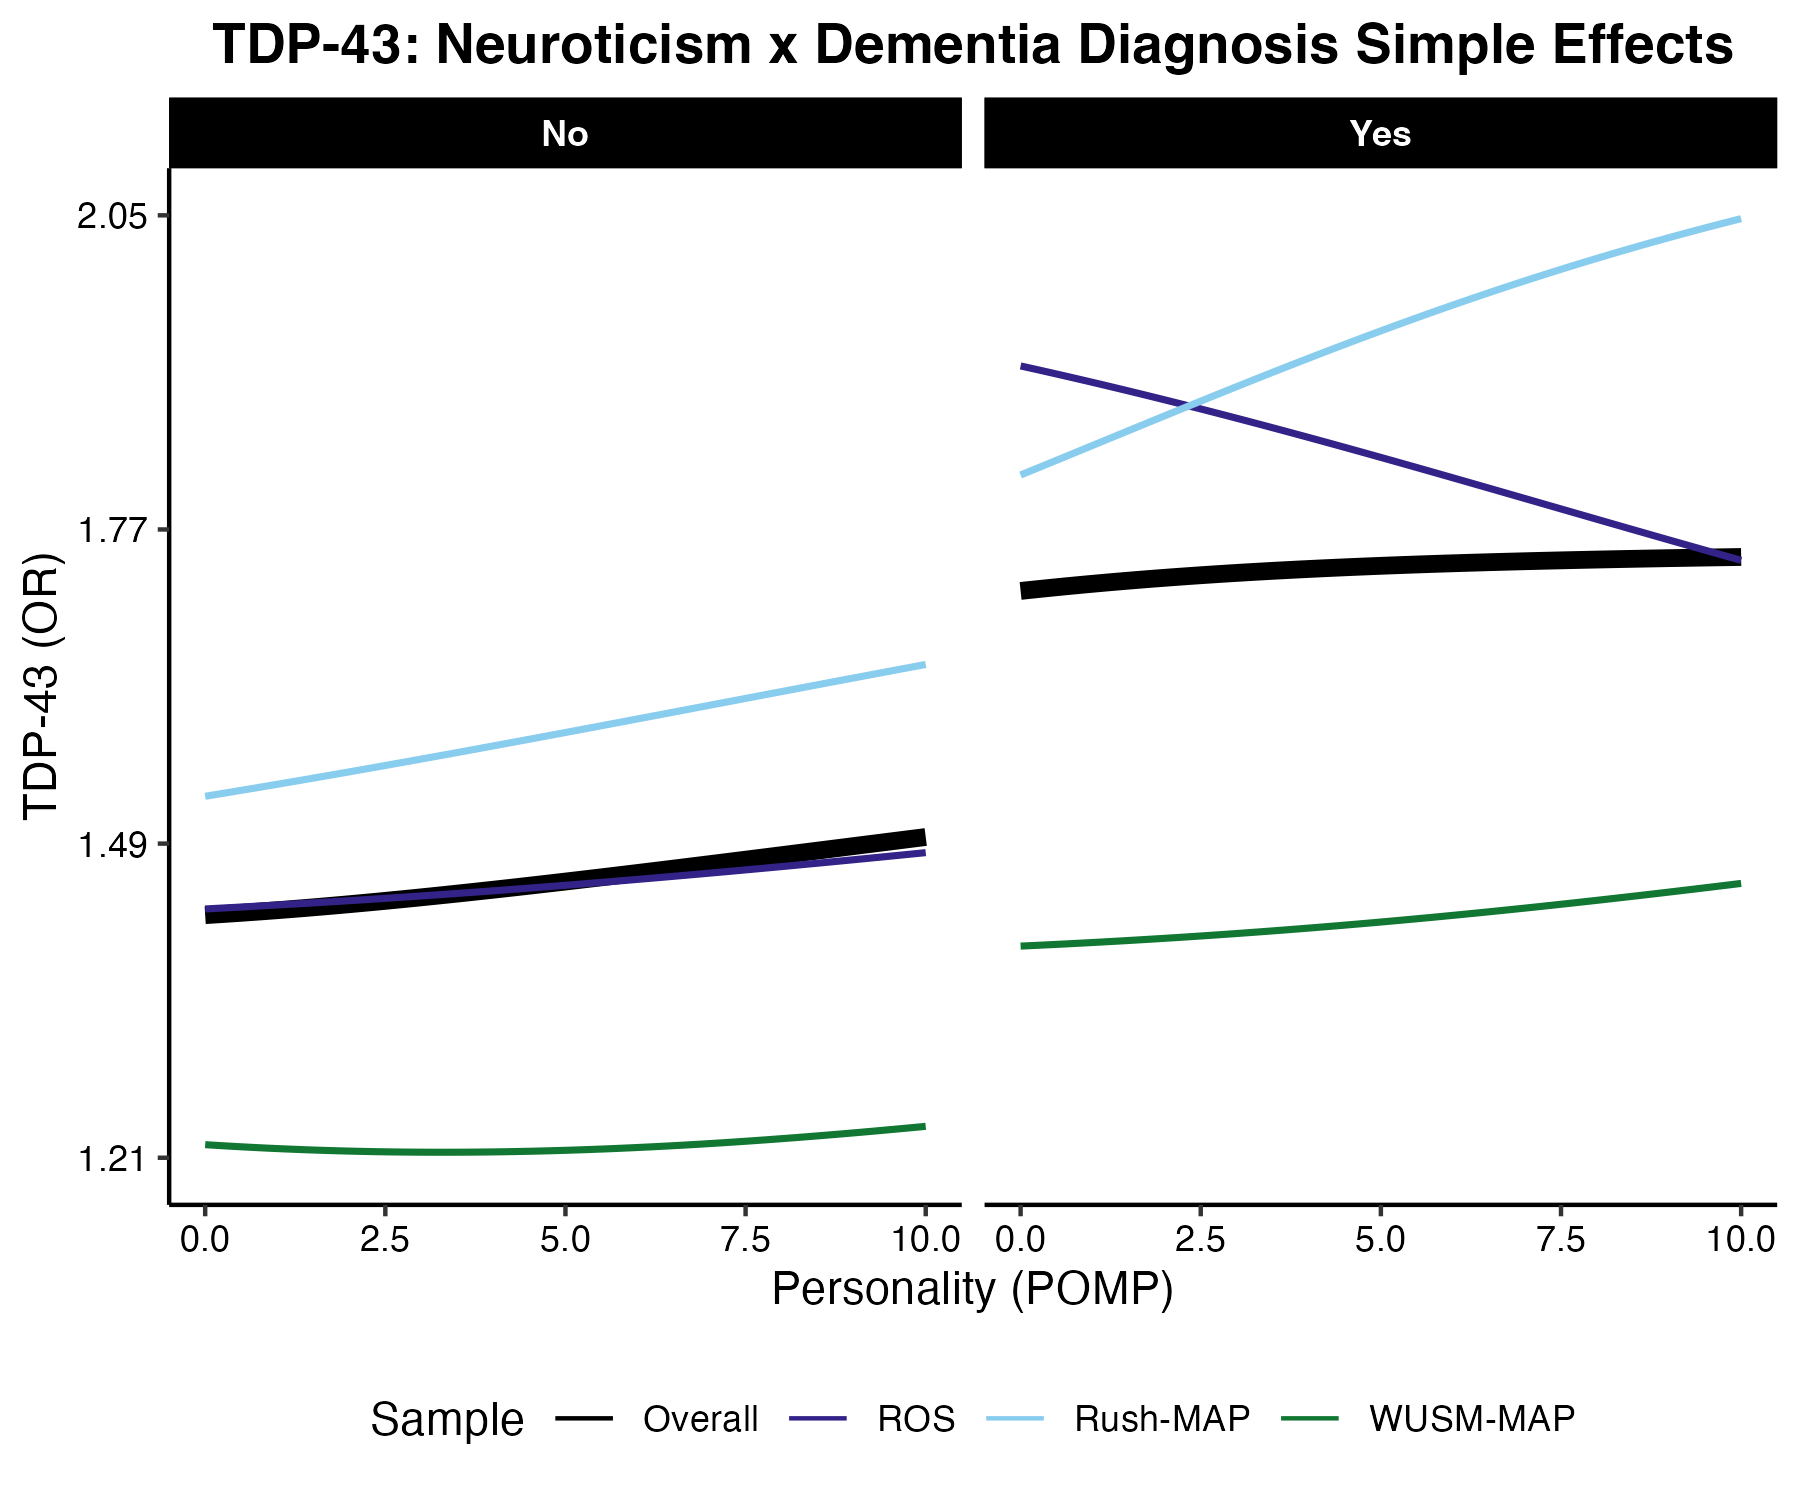 TDP-43: Neuroticism x Dementia Diagnosis Simple Effects
No
Yes
TDP-43 (OR)
2.05
1.77
1.49
1.21
0.0 2.5 5.0 7.5 10.0 0.0 2.5 5.0 7.5 10.0
Personality (POMP)
Sample Overall ROS Rush-MAP WUSM-MAP